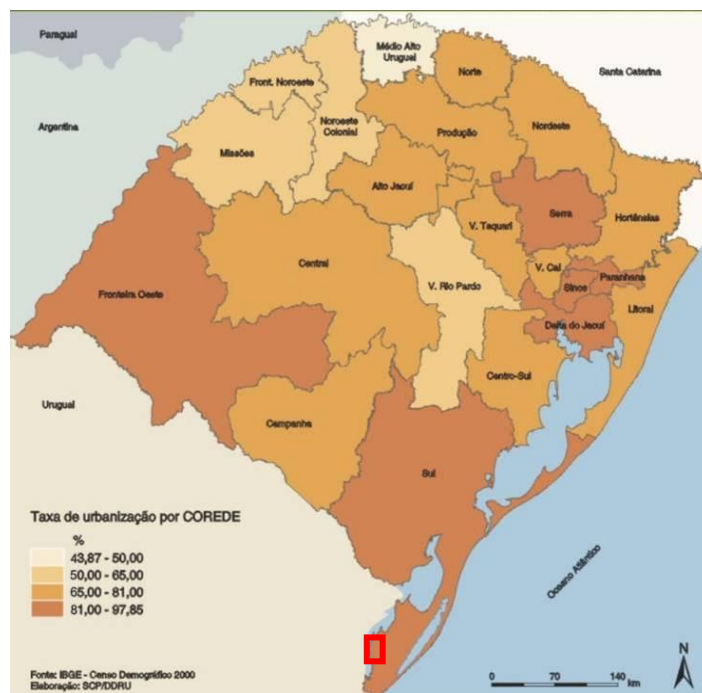 Paraguai
Médio Alto
Uruguai
Norte
Santa Catarina
Front. Noroeste
Argentina
Noroeste
Colonial
Produção
Nordeste
Missões
Alto Jacuí
Serra
Hortênsias
V. Taquari
Central
V. Caí
Paranhana
Sinos
V. Rio Pardo
Fronteira Oeste
Litoral
Delta do Jacuí
Centro-Sul
Uruguai
Campanha
Sul
Taxa de urbanização por COREDE
%
43,87 - 50,00
50,00 - 65,00
65,00 - 81,00
81,00 - 97,85
Oceano Atlântico
N
Fonte: IBGE - Censo Demográfico 2000
Elaboração: SCP/DDRU
0 70 140
km